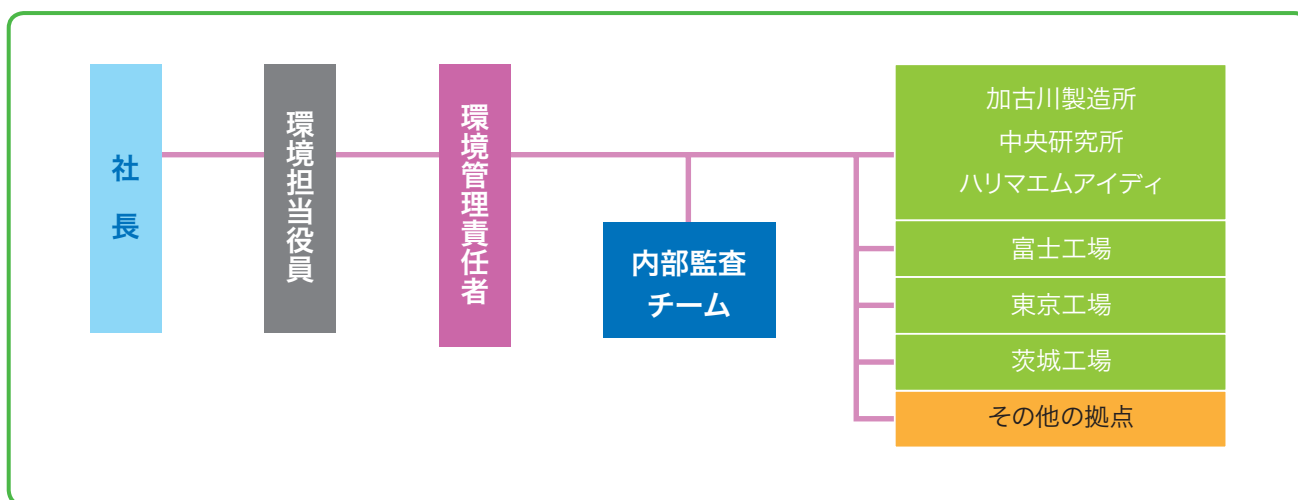 社長
環境担当役員
環境管理責任者
内部監査
チーム
加古川製造所
中央研究所
ハリマエムアイディ
富士工場
東京工場
茨城工場
その他の拠点